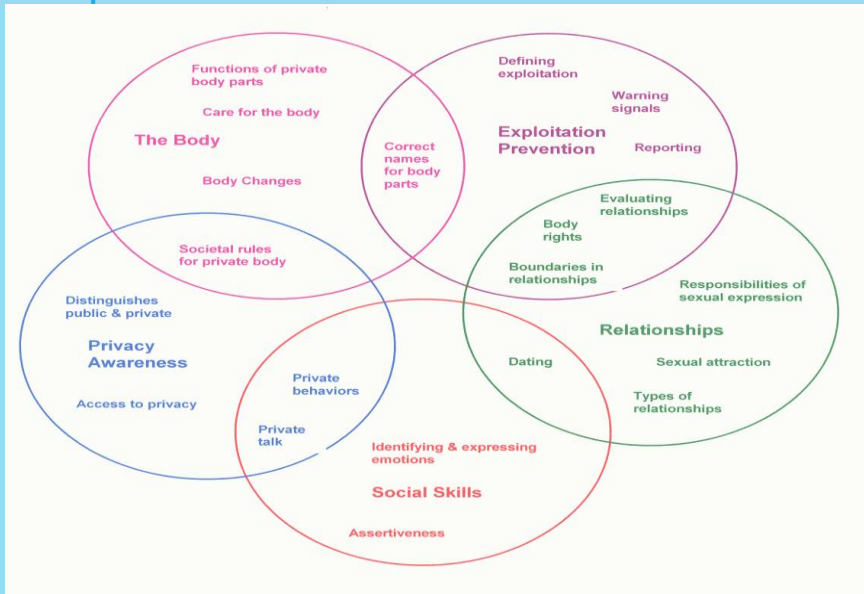 Functions of private
body parts
Care for the body
The Body
Body Changes
Correct
names
for body
parts
Defining
exploitation
Warning
signals
Exploitation
Prevention
Reporting
Evaluating
relationships
Body
rights
Boundaries in
relationships
Societal rules
for private body
Distinguishes
public & private
Privacy
Awareness
Access to privacy
Private
behaviors
Private
talk
Responsibilities of
sexual expression
Relationships
Dating
Sexual attraction
Types of
relationships
Identifying & expressing
emotions
Social Skills
Assertiveness